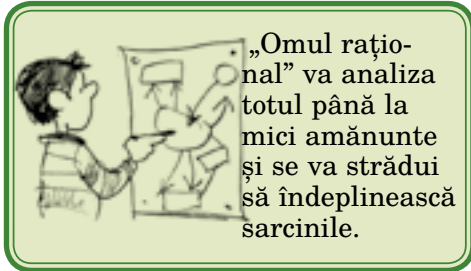 „Omul rațio-
nal” va analiza
totul până la
mici amănunte
și se va strădui
să îndeplinească
sarcinile.